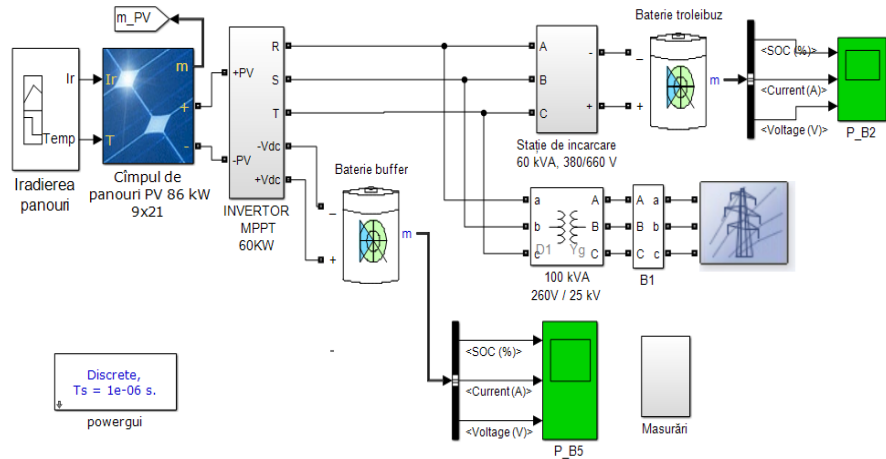 m_PV
Ir
Temp
Iradierea
panouri
Ir
T
m
+
-
Cîmpul de
panouri PV 86 kW
9x21
+PV
-PV
R
S
T
-Vdc
+Vdc
INVERTOR
MPPT
60KW
Baterie buffer
_
+
m
A
B
C
-
+
Stație de incarcare
60 kVA, 380/660 V
Baterie troleibuz
_
+
m
<SOC (%)>
<Current (A)>
<Voltage (V)>
P_B2
a
b
c
A
B
C
D1
Yg
100 kVA
260V / 25 kV
A
B
C
a
b
c
B1
-
<SOC (%)>
<Current (A)>
<Voltage (V)>
P_B5
Masurări
Discrete,
Ts = 1e-06 s.
powergui